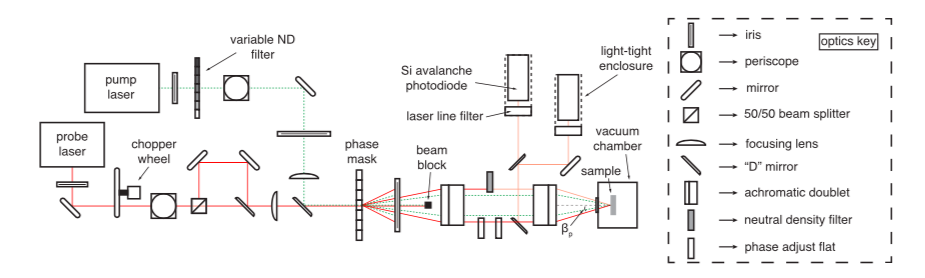 variable ND
filter
pump
laser
probe
laser
chopper
wheel
phase
mask
Si avalanche
photodiode
laser line filter
beam
block
light-tight
enclosure
vacuum
chamber
sample
βp
optics key
iris
periscope
mirror
50/50 beam splitter
focusing lens
“D” mirror
achromatic doublet
neutral density filter
phase adjust flat